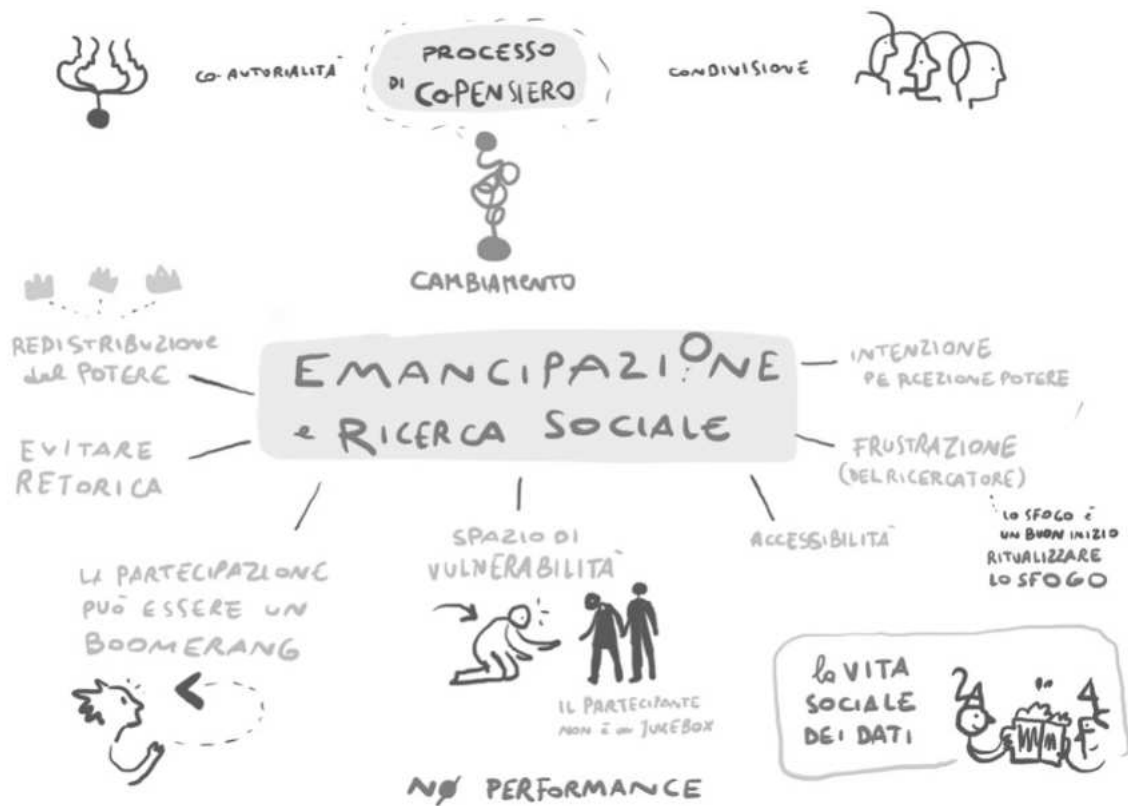 CO-AUTORIALITÀ
PROCESSO
DI COPENSIERO
CONDIVISIONE
CAMBIAMENTO
REDISTRIBUZIONE
del POTERE
EMANCIPAZIONE
e RICERCA SOCIALE
INTENZIONE
PERCEZIONE POTERE
EVITARE
RETORICA
FRUSTRAZIONE
(DEL RICERCATORE)
LO SFOGO È
UN BUON INIZIO
RITUALIZZARE
LO SFOGO
ACCESSIBILITÀ
SPAZIO DI
VULNERABILITÀ
LA PARTECIPAZIONE
PUÒ ESSERE UN
BOOMERANG
IL PARTECIPANTE
NON È un JUKEBOX
la VITA
SOCIALE
DEI DATI
NO PERFORMANCE